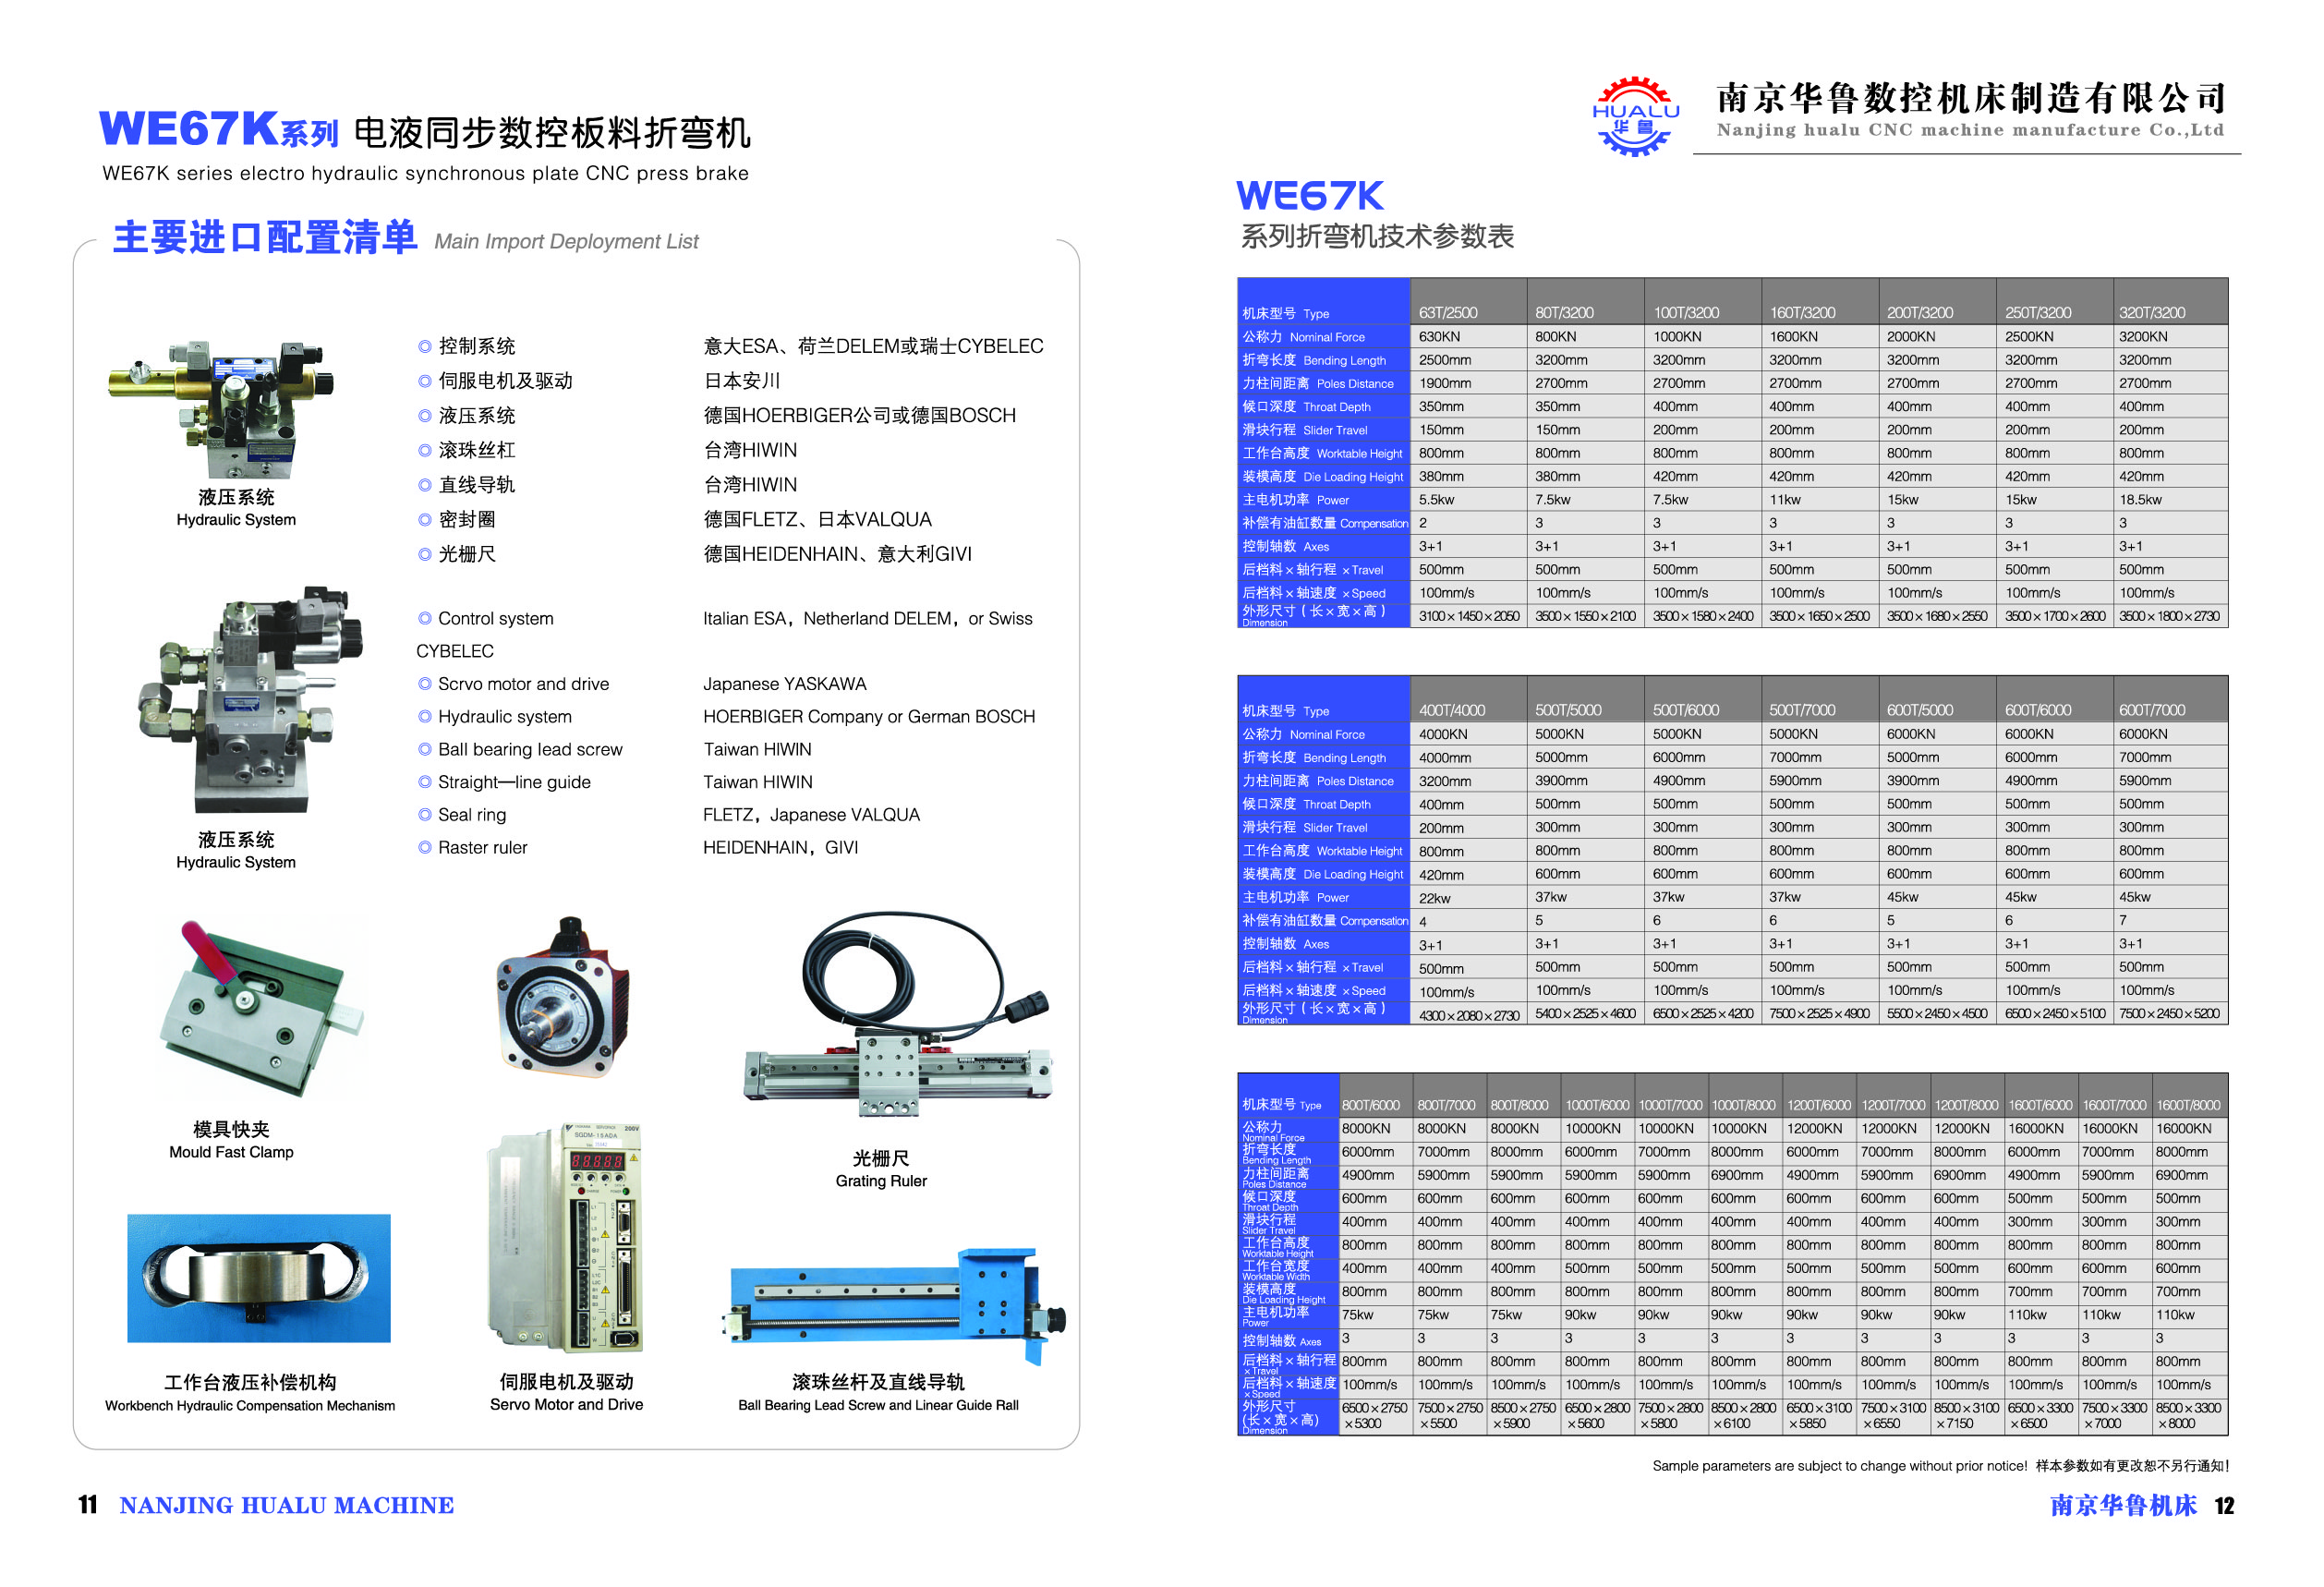 WE67K系列 电液同步数控板料折弯机
WE67K series electro hydraulic synchronous plate CNC press brake
主要进口配置清单 Main Import Deployment List
◎ 控制系统 意大ESA、荷兰DELEM或瑞士CYBELEC
◎ 伺服电机及驱动 日本安川
◎ 液压系统 德国HOERBIGER公司或德国BOSCH
◎ 滚珠丝杠 台湾HIWIN
◎ 直线导轨 台湾HIWIN
◎ 密封圈 德国FLETZ、日本VALQUA
◎ 光栅尺 德国HEIDENHAIN、意大利GIVI
液压系统
Hydraulic System
◎ Control system Italian ESA, Netherland DELEM, or Swiss
CYBELEC
◎ Scrvo motor and drive Japanese YASKAWA
◎ Hydraulic system HOERBIGER Company or German BOSCH
◎ Ball bearing lead screw Taiwan HIWIN
◎ Straight—line guide Taiwan HIWIN
◎ Seal ring FLETZ, Japanese VALQUA
◎ Raster ruler HEIDENHAIN, GIVI
液压系统
Hydraulic System
模具快夹
Mould Fast Clamp
SGDM-15ADA
200V
光栅尺
Grating Ruler
工作台液压补偿机构
Workbench Hydraulic Compensation Mechanism
伺服电机及驱动
Servo Motor and Drive
滚珠丝杆及直线导轨
Ball Bearing Lead Screw and Linear Guide Rall
11 NANJING HUALU MACHINE
HUALU
华鲁
南京华鲁数控机床制造有限公司
Nanjing hualu CNC machine manufacture Co.,Ltd
WE67K
系列折弯机技术参数表
机床型号 Type 63T/2500 80T/3200 100T/3200 160T/3200 200T/3200 250T/3200 320T/3200
公称力 Nominal Force 630KN 800KN 1000KN 1600KN 2000KN 2500KN 3200KN
折弯长度 Bending Length 2500mm 3200mm 3200mm 3200mm 3200mm 3200mm 3200mm
力柱间距离 Poles Distance 1900mm 2700mm 2700mm 2700mm 2700mm 2700mm 2700mm
候口深度 Throat Depth 350mm 350mm 400mm 400mm 400mm 400mm 400mm
滑块行程 Slider Travel 150mm 150mm 200mm 200mm 200mm 200mm 200mm
工作台高度 Worktable Height 800mm 800mm 800mm 800mm 800mm 800mm 800mm
装模高度 Die Loading Height 380mm 380mm 420mm 420mm 420mm 420mm 420mm
主电机功率 Power 5.5kw 7.5kw 7.5kw 11kw 15kw 15kw 18.5kw
补偿有油缸数量 Compensation 2 3 3 3 3 3 3
控制轴数 Axes 3+1 3+1 3+1 3+1 3+1 3+1 3+1
后档料×轴行程 ×Travel 500mm 500mm 500mm 500mm 500mm 500mm 500mm
后档料×轴速度 ×Speed 100mm/s 100mm/s 100mm/s 100mm/s 100mm/s 100mm/s 100mm/s
外形尺寸（长×宽×高） Dimension 3100×1450×2050 3500×1550×2100 3500×1580×2400 3500×1650×2500 3500×1680×2550 3500×1700×2600 3500×1800×2730
机床型号 Type 400T/4000 500T/5000 500T/6000 500T/7000 600T/5000 600T/6000 600T/7000
公称力 Nominal Force 4000KN 5000KN 5000KN 5000KN 6000KN 6000KN 6000KN
折弯长度 Bending Length 4000mm 5000mm 6000mm 7000mm 5000mm 6000mm 7000mm
力柱间距离 Poles Distance 3200mm 3900mm 4900mm 5900mm 3900mm 4900mm 5900mm
候口深度 Throat Depth 400mm 500mm 500mm 500mm 500mm 500mm 500mm
滑块行程 Slider Travel 200mm 300mm 300mm 300mm 300mm 300mm 300mm
工作台高度 Worktable Height 800mm 800mm 800mm 800mm 800mm 800mm 800mm
装模高度 Die Loading Height 420mm 600mm 600mm 600mm 600mm 600mm 600mm
主电机功率 Power 22kw 37kw 37kw 37kw 45kw 45kw 45kw
补偿有油缸数量 Compensation 4 5 6 6 5 6 7
控制轴数 Axes 3+1 3+1 3+1 3+1 3+1 3+1 3+1
后档料×轴行程 ×Travel 500mm 500mm 500mm 500mm 500mm 500mm 500mm
后档料×轴速度 ×Speed 100mm/s 100mm/s 100mm/s 100mm/s 100mm/s 100mm/s 100mm/s
外形尺寸（长×宽×高） Dimension 4300×2080×2730 5400×2525×4600 6500×2525×4200 7500×2525×4900 5500×2450×4500 6500×2450×5100 7500×2450×5200
机床型号 Type 800T/6000 800T/7000 800T/8000 1000T/6000 1000T/7000 1000T/8000 1200T/6000 1200T/7000 1200T/8000 1600T/6000 1600T/7000 1600T/8000
公称力 Nominal Force 8000KN 8000KN 8000KN 10000KN 10000KN 10000KN 12000KN 12000KN 12000KN 16000KN 16000KN 16000KN
折弯长度 Bending Length 6000mm 7000mm 8000mm 6000mm 7000mm 8000mm 6000mm 7000mm 8000mm 6000mm 7000mm 8000mm
力柱间距离 Poles Distance 4900mm 5900mm 5900mm 5900mm 5900mm 6900mm 4900mm 5900mm 6900mm 4900mm 5900mm 6900mm
候口深度 Throat Depth 600mm 600mm 600mm 600mm 600mm 600mm 600mm 600mm 600mm 500mm 500mm 500mm
滑块行程 Slider Travel 400mm 400mm 400mm 400mm 400mm 400mm 400mm 400mm 400mm 300mm 300mm 300mm
工作台高度 Worktable Height 800mm 800mm 800mm 800mm 800mm 800mm 800mm 800mm 800mm 800mm 800mm 800mm
工作台宽度 Worktable Width 400mm 400mm 400mm 500mm 500mm 500mm 500mm 500mm 500mm 600mm 600mm 600mm
装模高度 Die Loading Height 800mm 800mm 800mm 800mm 800mm 800mm 800mm 800mm 800mm 700mm 700mm 700mm
主电机功率 Power 75kw 75kw 75kw 90kw 90kw 90kw 90kw 90kw 90kw 110kw 110kw 110kw
控制轴数 Axes 3 3 3 3 3 3 3 3 3 3 3 3
后档料×轴行程 ×Travel 800mm 800mm 800mm 800mm 800mm 800mm 800mm 800mm 800mm 800mm 800mm 800mm
后档料×轴速度 ×Speed 100mm/s 100mm/s 100mm/s 100mm/s 100mm/s 100mm/s 100mm/s 100mm/s 100mm/s 100mm/s 100mm/s 100mm/s
外形尺寸 6500×2750 7500×2750 8500×2750 6500×2800 7500×2800 8500×2800 6500×3100 7500×3100 8500×3100 6500×3300 7500×3300 8500×3300
(长×宽×高) Dimension ×5300 ×5500 ×5900 ×5600 ×5800 ×6100 ×5850 ×6550 ×7150 ×6500 ×7000 ×8000
Sample parameters are subject to change without prior notice! 样本参数如有更改恕不另行通知!
南京华鲁机床 12